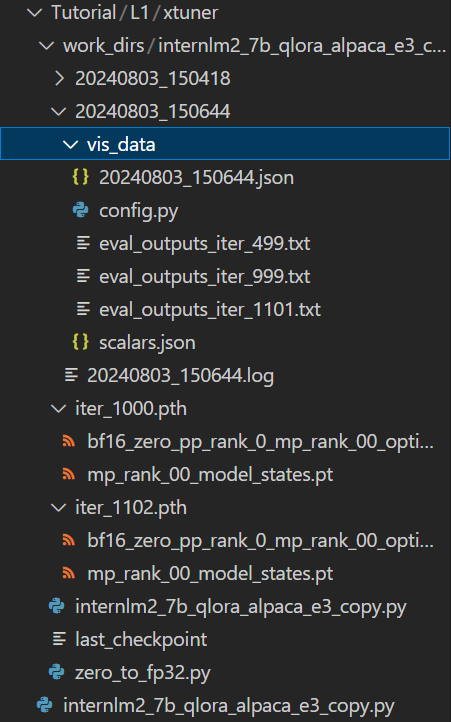 Tutorial/L1/xtuner
work_dirs/internlm2_7b_qlora_alpaca_e3_c...
20240803_150418
20240803_150644
vis_data
20240803_150644.json
config.py
eval_outputs_iter_499.txt
eval_outputs_iter_999.txt
eval_outputs_iter_1101.txt
scalars.json
20240803_150644.log
iter_1000.pth
bf16_zero_pp_rank_0_mp_rank_00_opti...
mp_rank_00_model_states.pt
iter_1102.pth
bf16_zero_pp_rank_0_mp_rank_00_opti...
mp_rank_00_model_states.pt
internlm2_7b_qlora_alpaca_e3_copy.py
last_checkpoint
zero_to_fp32.py
internlm2_7b_qlora_alpaca_e3_copy.py